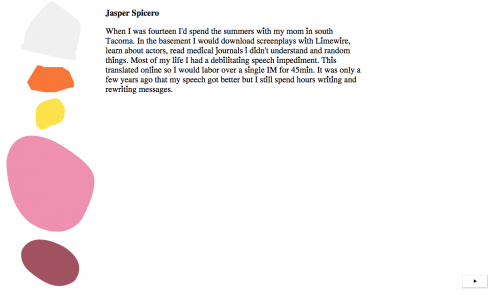 Jasper Spicero
When I was fourteen I'd spend the summers with my mom in south
Tacoma. In the basement I would download screenplays with Limewire,
learn about actors, read medical journals i didn't understand and random
things. Most of my life I had a debilitating speech impediment. This
translated online so I would labor over a single IM for 45min. It was only a
few years ago that my speech got better but I still spend hours writing and
rewriting messages.